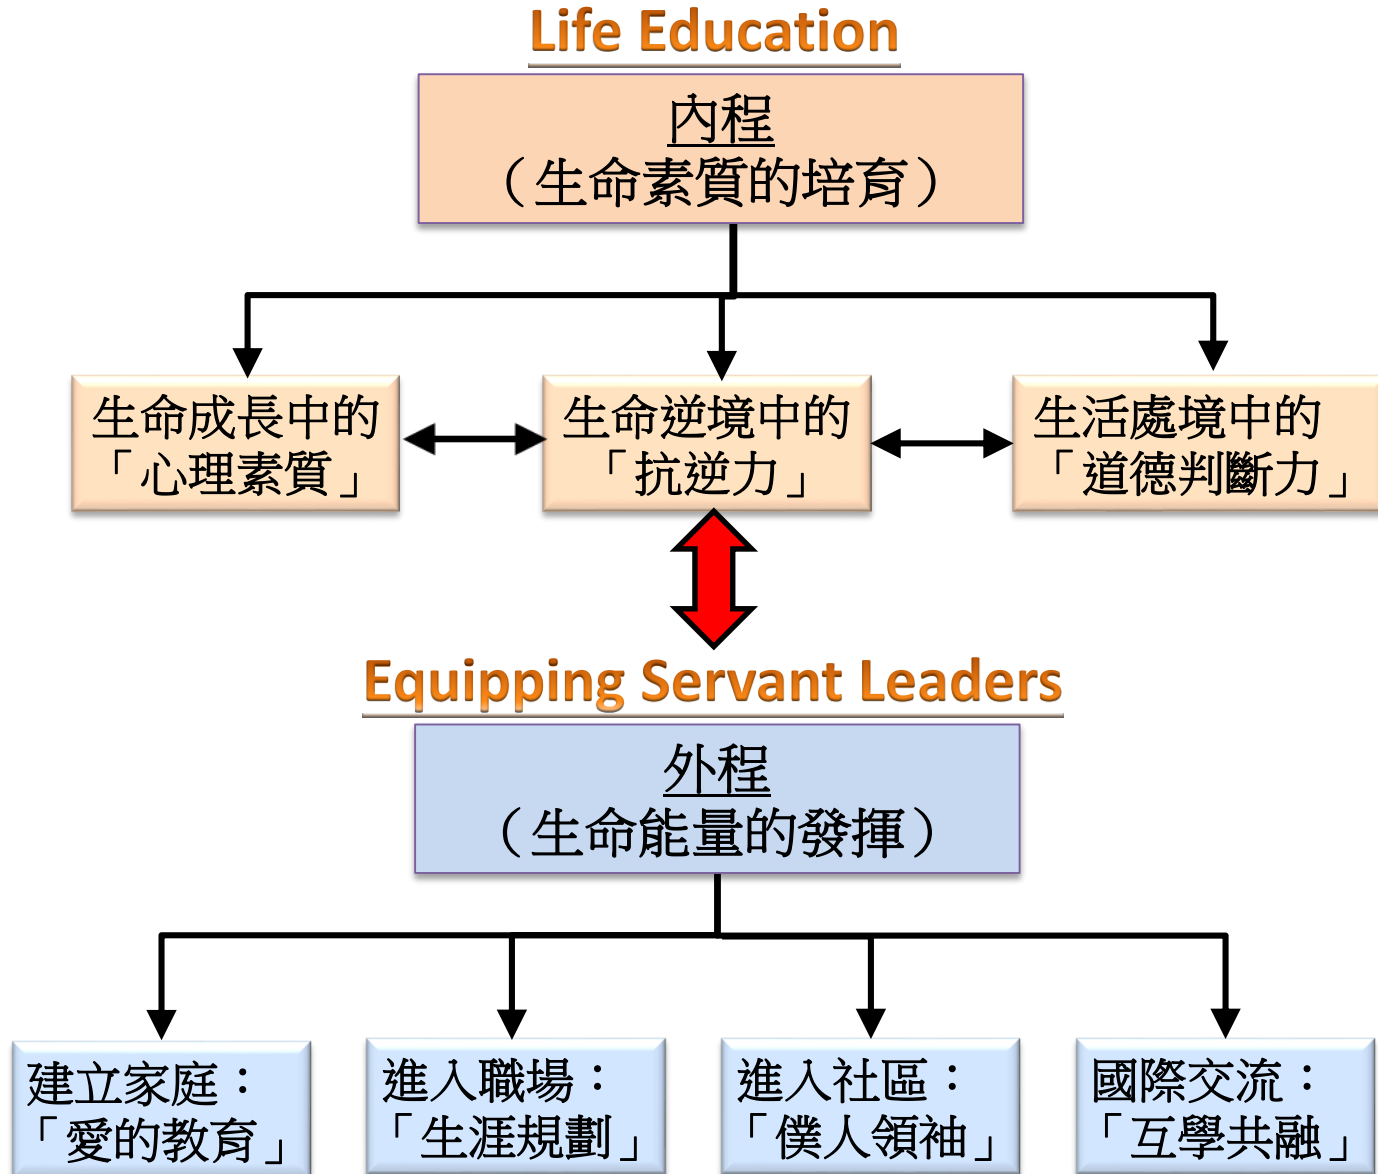 Life Education
內程
（生命素質的培育）
生命成長中的
「心理素質」
生命逆境中的
「抗逆力」
生活處境中的
「道德判斷力」
Equipping Servant Leaders
外程
（生命能量的發揮）
建立家庭：
「愛的教育」
進入職場：
「生涯規劃」
進入社區：
「僕人領袖」
國際交流：
「互學共融」